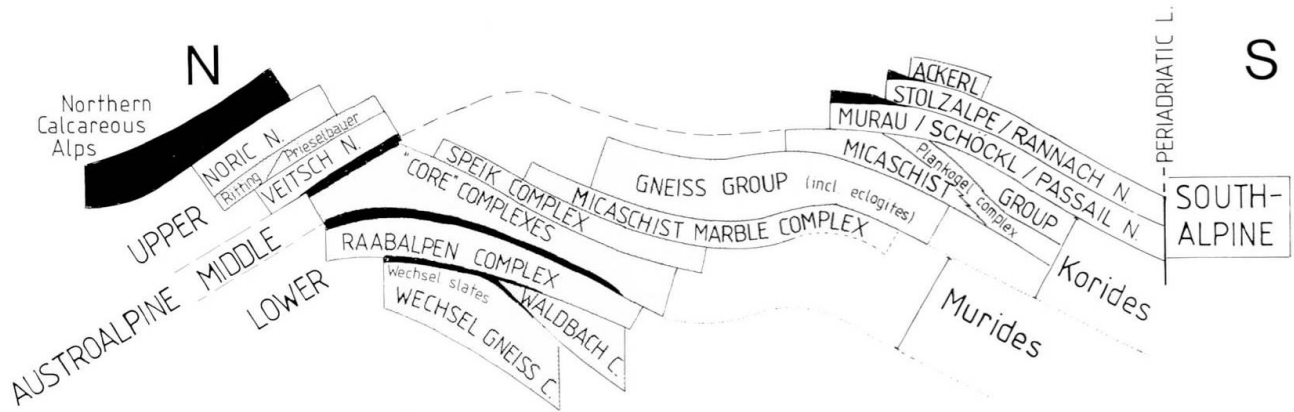 N
S
Northern
Calcareous
Alps
NORIC N.
Ritting / Prieselbauer
VEITSCH N.
UPPER
AUSTROALPINE MIDDLE
LOWER
"CORE" COMPLEXES
SPEIK COMPLEX
MICASCHIST MARBLE COMPLEX
GNEISS GROUP (incl eclogites)
RAABALPEN COMPLEX
Wechsel slates
WECHSEL GNEISS C.
WALDBACH C.
ACKERL
STOLZALPE / RANNACH N.
MURAU / SCHÖCKL / PASSAIL N.
MICASCHIST GROUP
Plankogel complex
Murides
Korides
PERIADRIATIC L.
SOUTH-
ALPINE